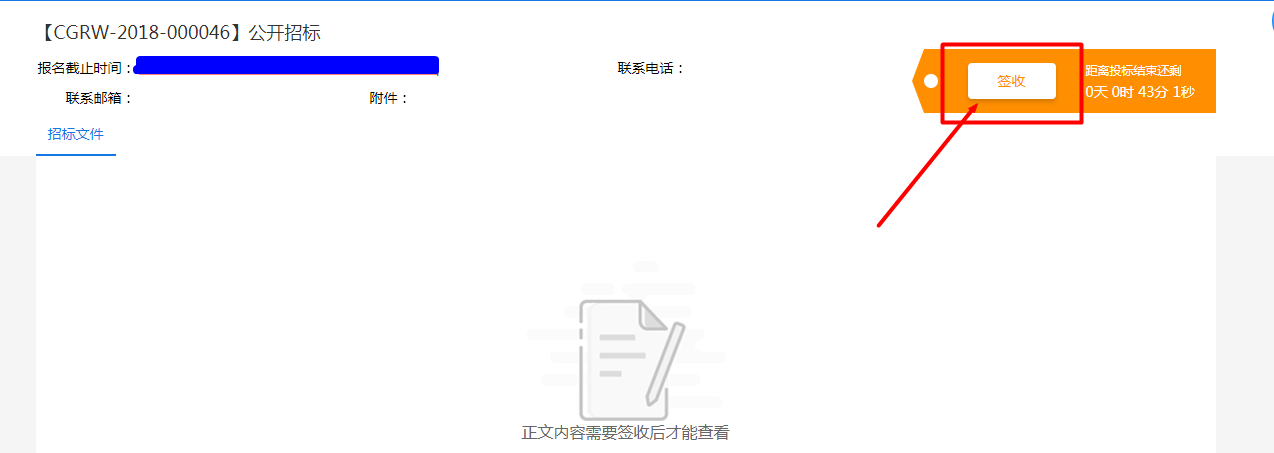 【CGRW-2018-000046】公开招标
报名截止时间：
联系电话：
签收
距离投标结束还剩
0天 0时 43分 1秒
联系邮箱：
附件：
招标文件
正文内容需要签收后才能查看